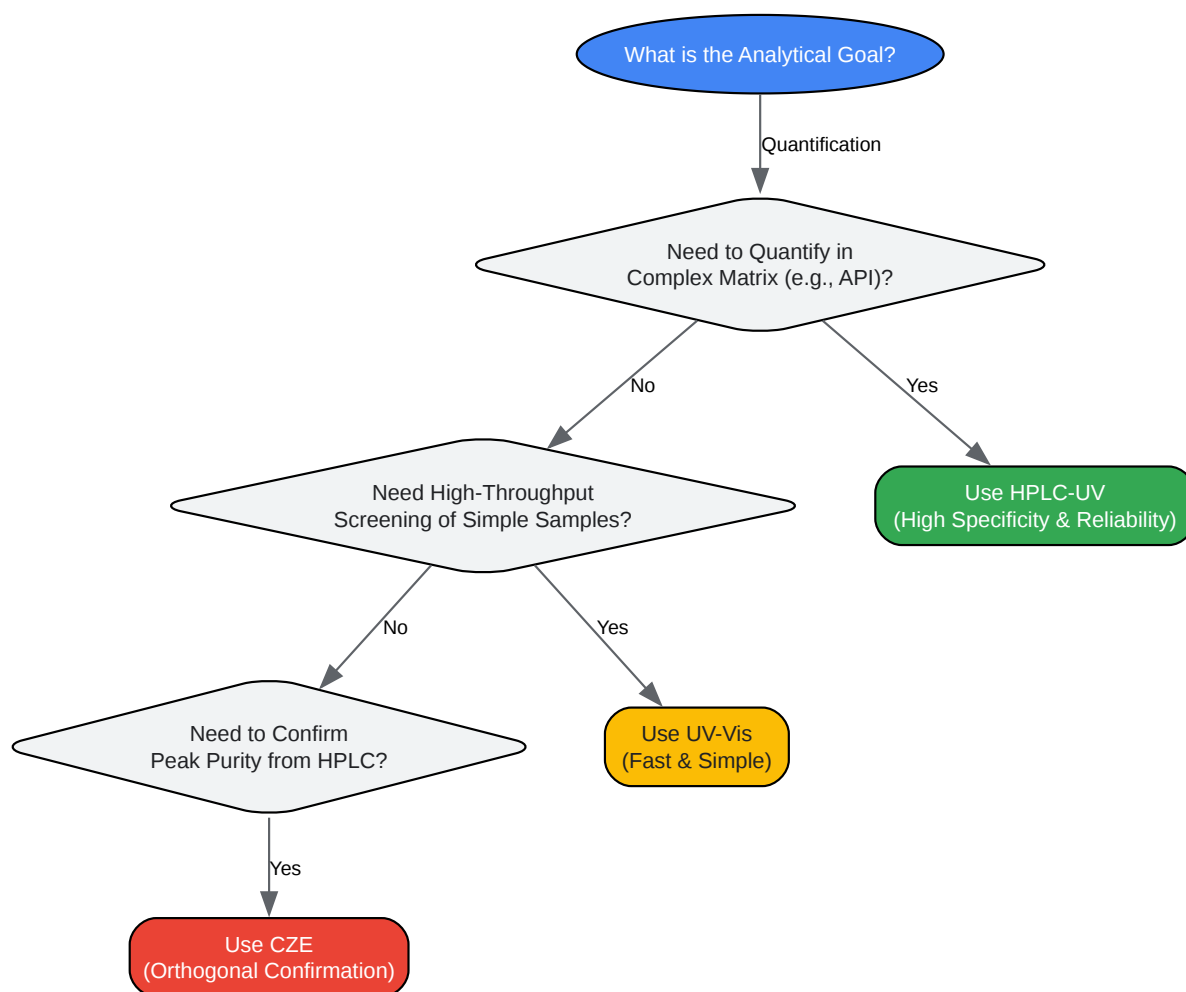 What is the Analytical Goal?
Quantification
Need to Quantify in
Complex Matrix (e.g., API)?
No
Yes
Need High-Throughput
Screening of Simple Samples?
Use HPLC-UV
(High Specificity & Reliability)
No
Yes
Need to Confirm
Peak Purity from HPLC?
Use UV-Vis
(Fast & Simple)
Yes
Use CZE
(Orthogonal Confirmation)